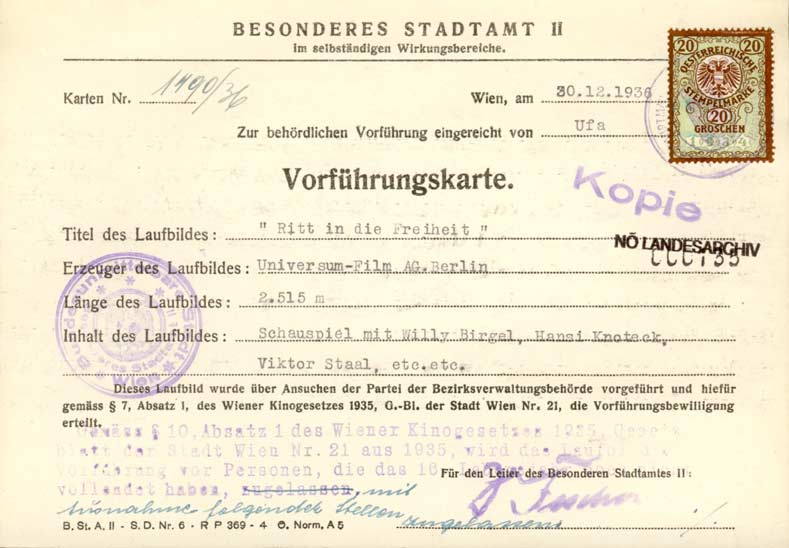 BESONDERES STADTAMT II
im selbständigen Wirkungsbereiche.
Karten Nr. 1490/36
Wien, am 30.12.1936
Zur behördlichen Vorführung eingereicht von Ufa
20 20
OESTERREICHISCHE
STEMPELMARKE
20
GROSCHEN
1934
Vorführungskarte.
Kopie
Titel des Laufbildes: " Ritt in die Freiheit "
NÖ LANDESARCHIV
Erzeuger des Laufbildes: Universum-Film AG.Berlin
Länge des Laufbildes: 2.515 m
Inhalt des Laufbildes: Schauspiel mit Willy Birgel, Hansi Knoteck,
Viktor Staal, etc.etc.
Wien
Dieses Laufbild wurde über Ansuchen der Partei der Bezirksverwaltungsbehörde vorgeführt und hiefür
gemäss § 7, Absatz 1, des Wiener Kinogesetzes 1935, G.-Bl. der Stadt Wien Nr. 21, die Vorführungsbewilligung
erteilt.
Gemäss § 10, Absatz 1 des Wiener Kinogesetzes 1935,
blatt der Stadt Wien Nr. 21 aus 1935, wird das
Vorführung vor Personen, die das 16
Für den Leiter des Besonderen Stadtamtes II:
vollendet haben, zugelassen, mit
Ausnahme folgender Stellen zugelassen: ./.
B. St. A. II - S. D. Nr. 6 - R P 369 - 4 Ö. Norm. A 5